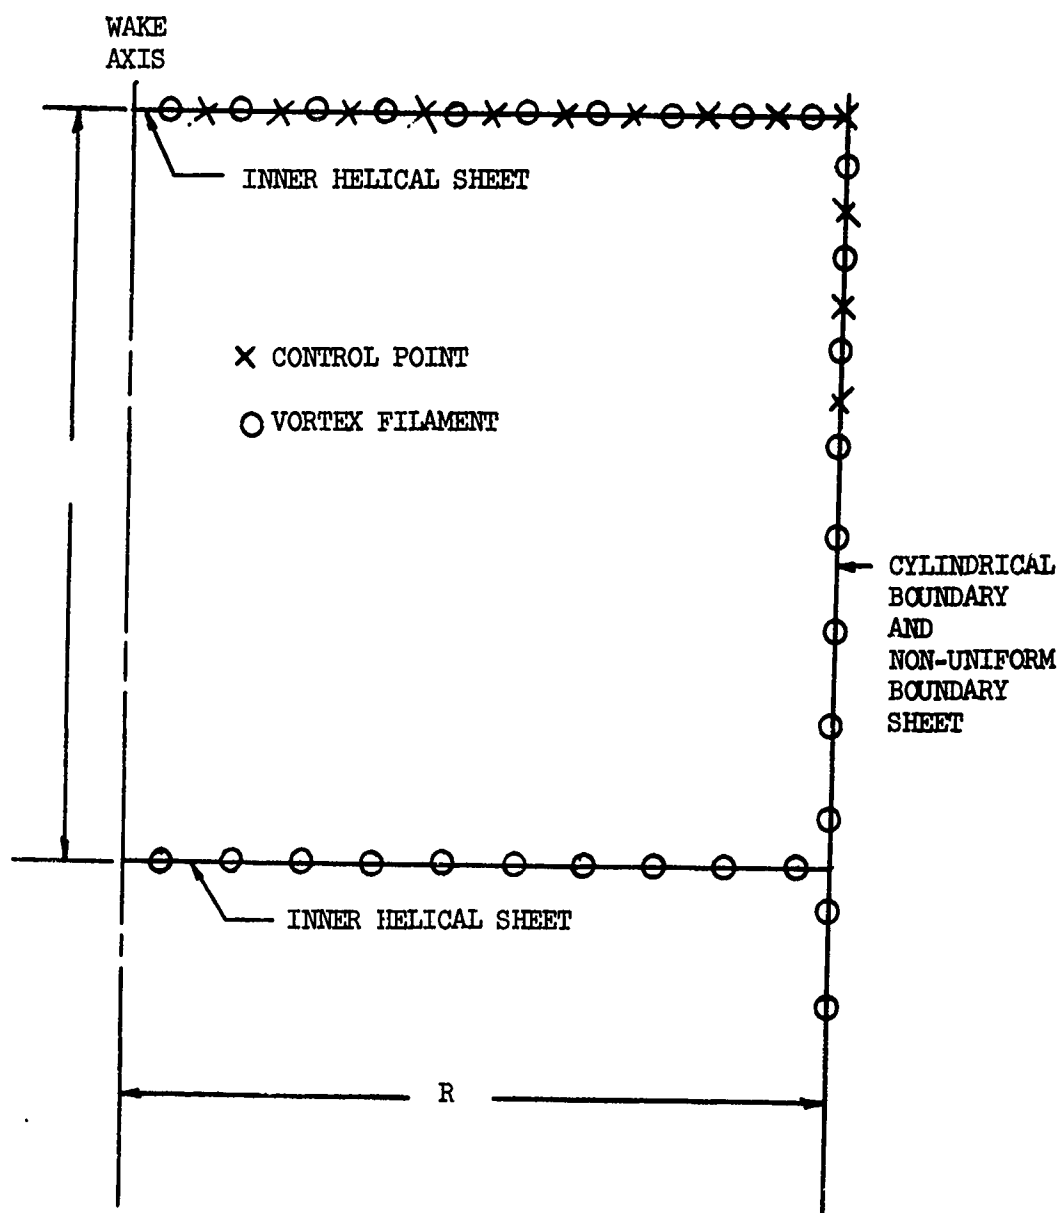 WAKE
AXIS
INNER HELICAL SHEET
× CONTROL POINT
○ VORTEX FILAMENT
CYLINDRICAL
BOUNDARY
AND
NON-UNIFORM
BOUNDARY
SHEET
INNER HELICAL SHEET
R